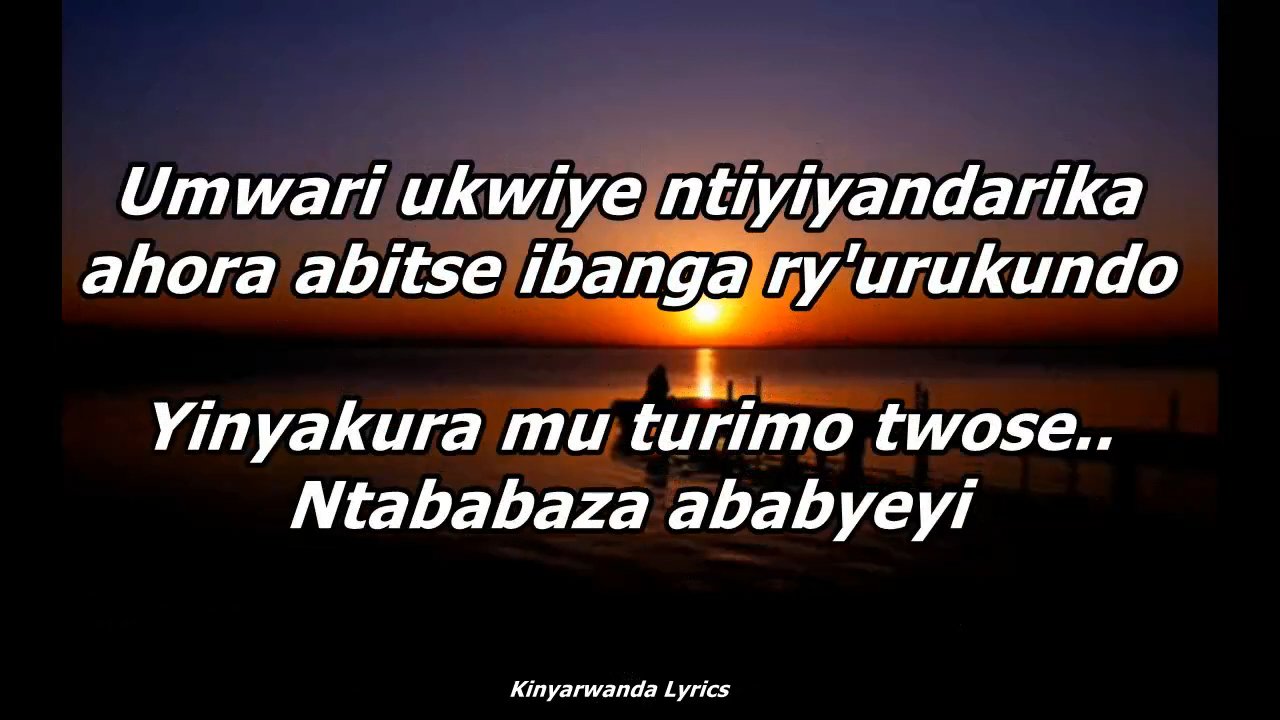 Umwari ukwiye ntiyiyandarika
ahora abitse ibanga ry'urukundo
Yinyakura mu turimo twose..
Ntababaza ababyeyi
Kinyarwanda Lyrics